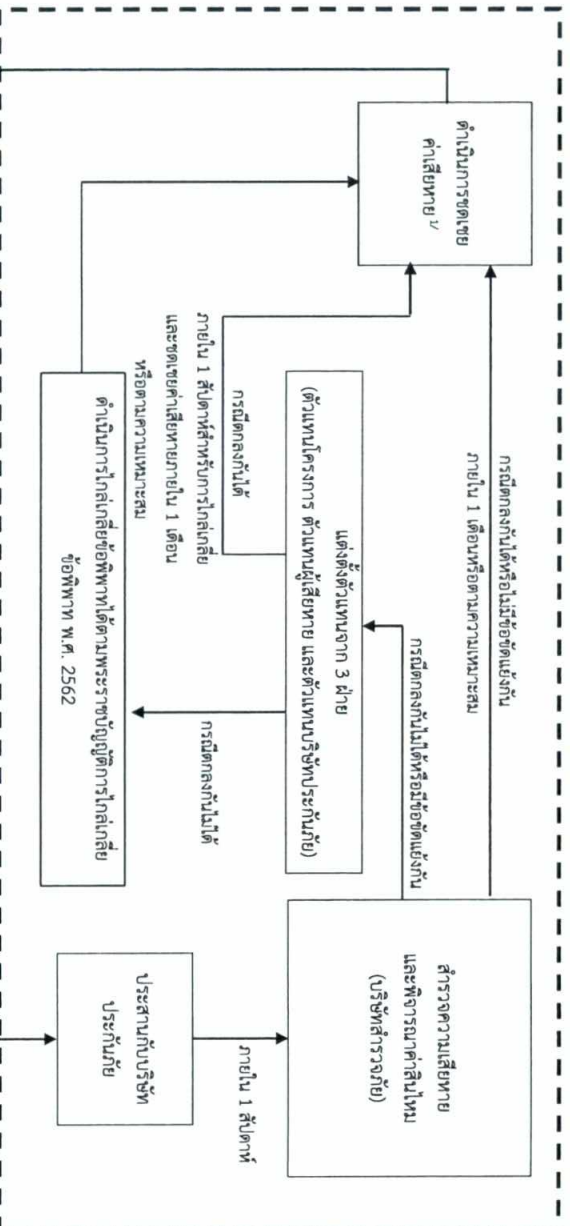 ดำเนินการชดเชย
ค่าเสียหาย 1/
กรณีตกลงกันได้หรือไม่มีข้อขัดแย้งกัน
ภายใน 1 เดือนหรือตามความเหมาะสม
สำรวจความเสียหาย
และพิจารณาค่าสินไหม
(บริษัทสำรวจภัย)
กรณีตกลงกันไม่ได้หรือมีข้อขัดแย้งกัน
แต่งตั้งตัวแทนจาก 3 ฝ่าย
(ตัวแทนโครงการ ตัวแทนผู้เสียหาย และตัวแทนบริษัทประกันภัย)
กรณีตกลงกันได้
ภายใน 1 สัปดาห์สำหรับการไกล่เกลี่ย
และชดเชยค่าเสียหายภายใน 1 เดือน
หรือตามความเหมาะสม
กรณีตกลงกันไม่ได้
ภายใน 1 สัปดาห์
ดำเนินการไกล่เกลี่ยข้อพิพาทได้ตามพระราชบัญญัติการไกล่เกลี่ย
ข้อพิพาท พ.ศ. 2562
ประสานกับบริษัท
ประกันภัย